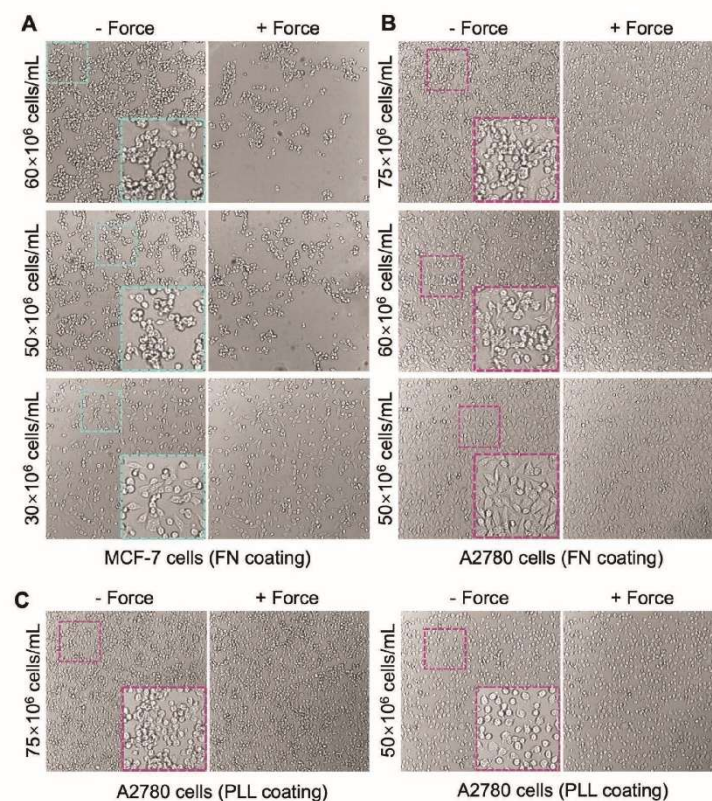 A
- Force
+ Force
60×10⁶ cells/mL
50×10⁶ cells/mL
30×10⁶ cells/mL
MCF-7 cells (FN coating)
B
- Force
+ Force
75×10⁶ cells/mL
60×10⁶ cells/mL
50×10⁶ cells/mL
A2780 cells (FN coating)
C
- Force
+ Force
75×10⁶ cells/mL
A2780 cells (PLL coating)
- Force
+ Force
50×10⁶ cells/mL
A2780 cells (PLL coating)